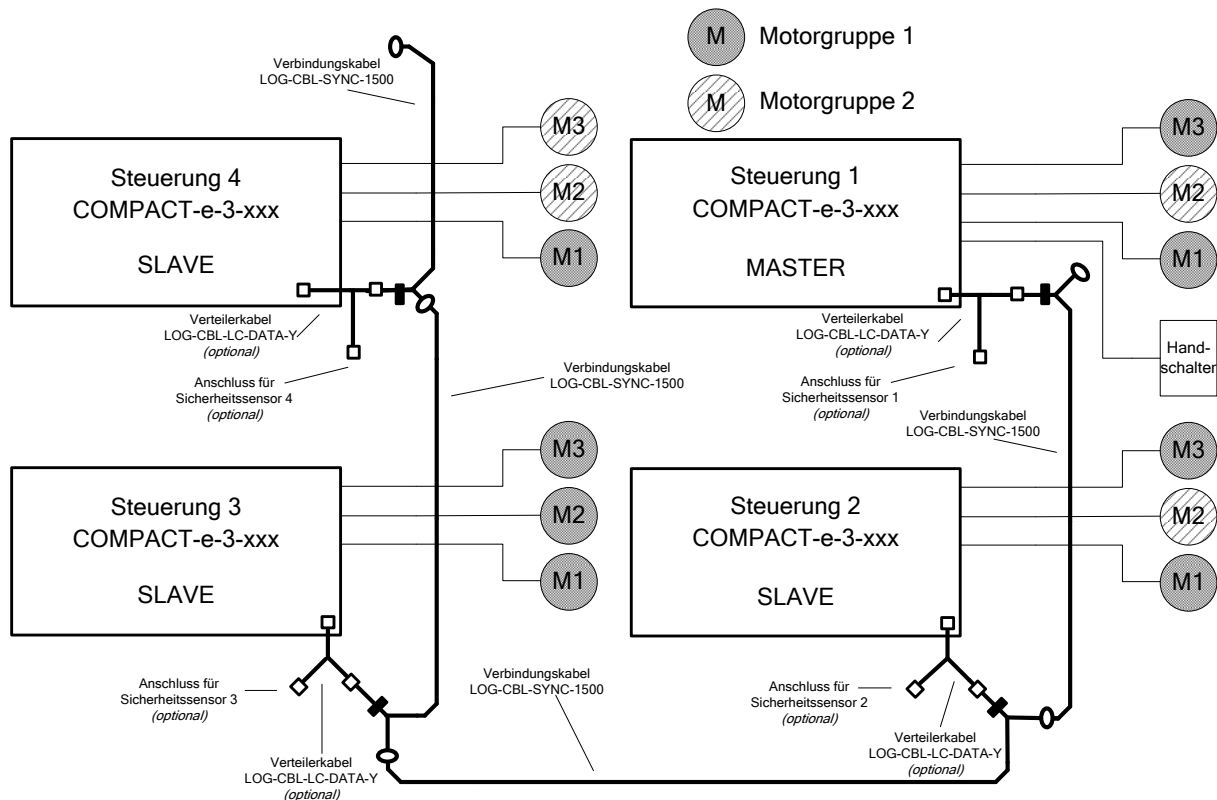 M Motorgruppe 1
M Motorgruppe 2
Verbindungskabel
LOG-CBL-SYNC-1500
Steuerung 4
COMPACT-e-3-xxx
SLAVE
M3
M2
M1
Verteilerkabel
LOG-CBL-LC-DATA-Y
(optional)
Anschluss für
Sicherheitssensor 4
(optional)
Steuerung 1
COMPACT-e-3-xxx
MASTER
M3
M2
M1
Hand-
schalter
Verteilerkabel
LOG-CBL-LC-DATA-Y
(optional)
Anschluss für
Sicherheitssensor 1
(optional)
Verbindungskabel
LOG-CBL-SYNC-1500
Verbindungskabel
LOG-CBL-SYNC-1500
Steuerung 3
COMPACT-e-3-xxx
SLAVE
M3
M2
M1
Anschluss für
Sicherheitssensor 3
(optional)
Verteilerkabel
LOG-CBL-LC-DATA-Y
(optional)
Verbindungskabel
LOG-CBL-SYNC-1500
Steuerung 2
COMPACT-e-3-xxx
SLAVE
M3
M2
M1
Anschluss für
Sicherheitssensor 2
(optional)
Verteilerkabel
LOG-CBL-LC-DATA-Y
(optional)